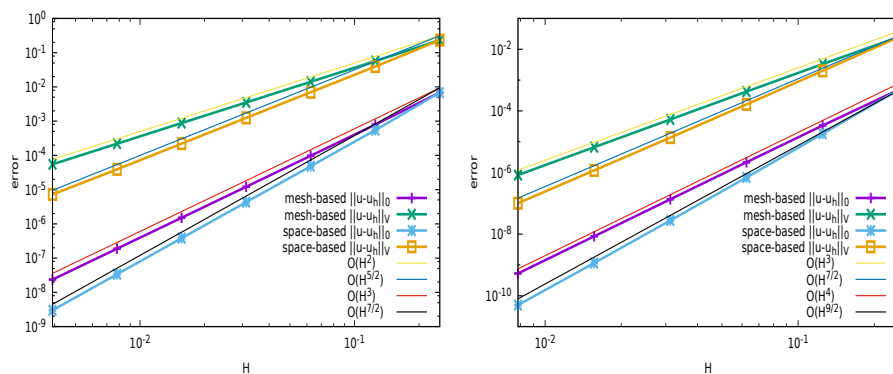 10^0
10^-1
10^-2
10^-3
10^-4
10^-5
10^-6
10^-7
10^-8
10^-9
error
mesh-based ||u-u_h||_0
mesh-based ||u-u_h||_V
space-based ||u-u_h||_0
space-based ||u-u_h||_V
O(H^2)
O(H^5/2)
O(H^3)
O(H^7/2)
10^-2
10^-1
H
10^-2
10^-4
10^-6
10^-8
10^-10
error
mesh-based ||u-u_h||_0
mesh-based ||u-u_h||_V
space-based ||u-u_h||_0
space-based ||u-u_h||_V
O(H^3)
O(H^7/2)
O(H^4)
O(H^9/2)
10^-2
10^-1
H